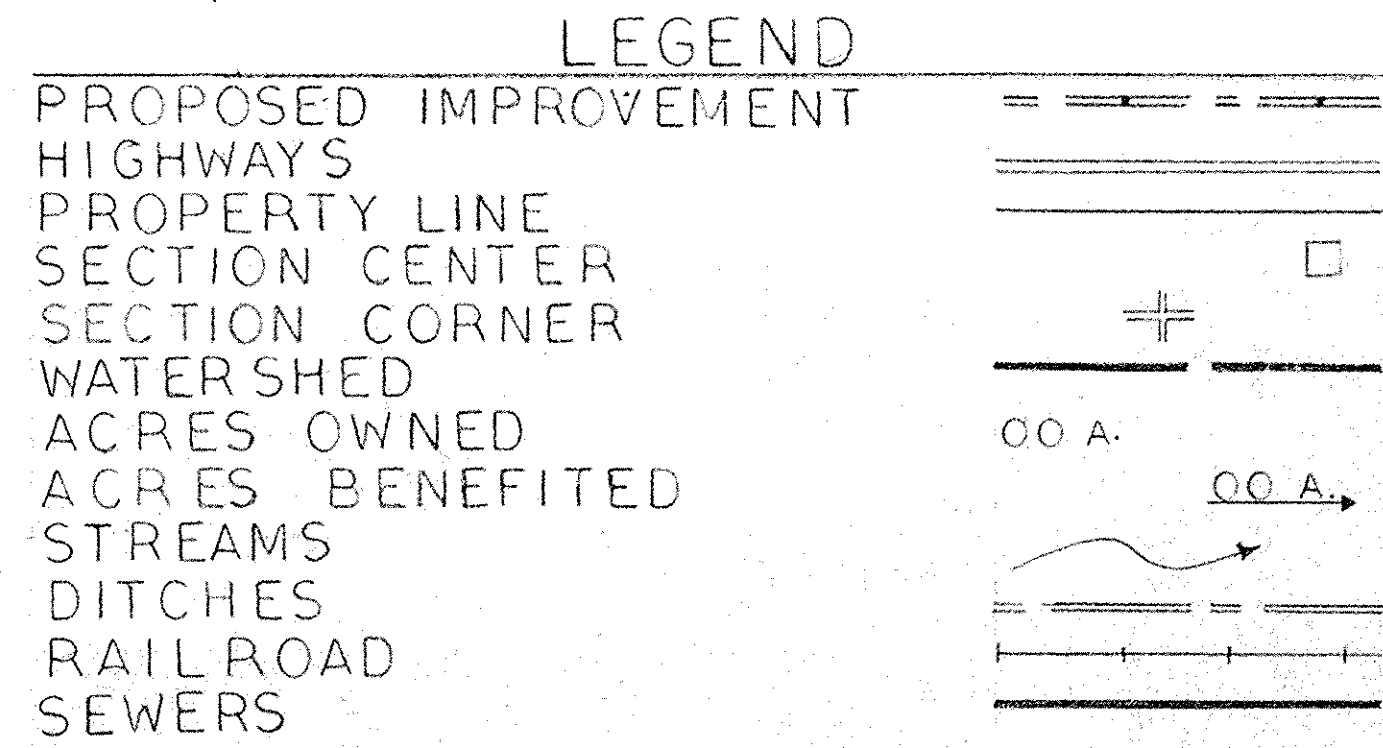 LEGEND
PROPOSED IMPROVEMENT
HIGHWAYS
PROPERTY LINE
SECTION CENTER
SECTION CORNER
WATERSHED
ACRES OWNED OO A.
ACRES BENEFITED OO A.
STREAMS
DITCHES
RAILROAD
SEWERS